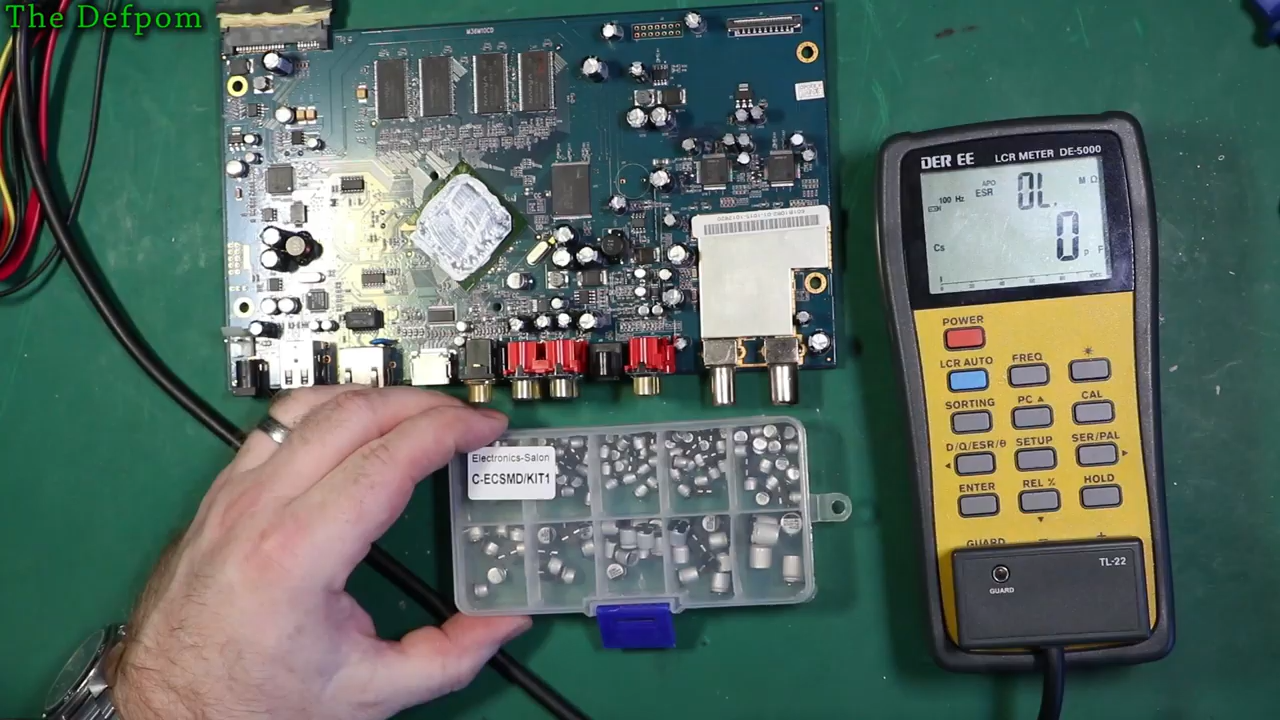 The Defpom
M36M10CD
DER EE LCR METER DE-5000
APO
100 Hz ESR OL. M Ω
Cs 0 p F
POWER
LCR AUTO FREQ
SORTING PC ▲ CAL
D/Q/ESR/θ SETUP SER/PAL
ENTER REL % HOLD
GUARD − +
TL-22
GUARD
Electronics-Salon
C-ECSMD/KIT1